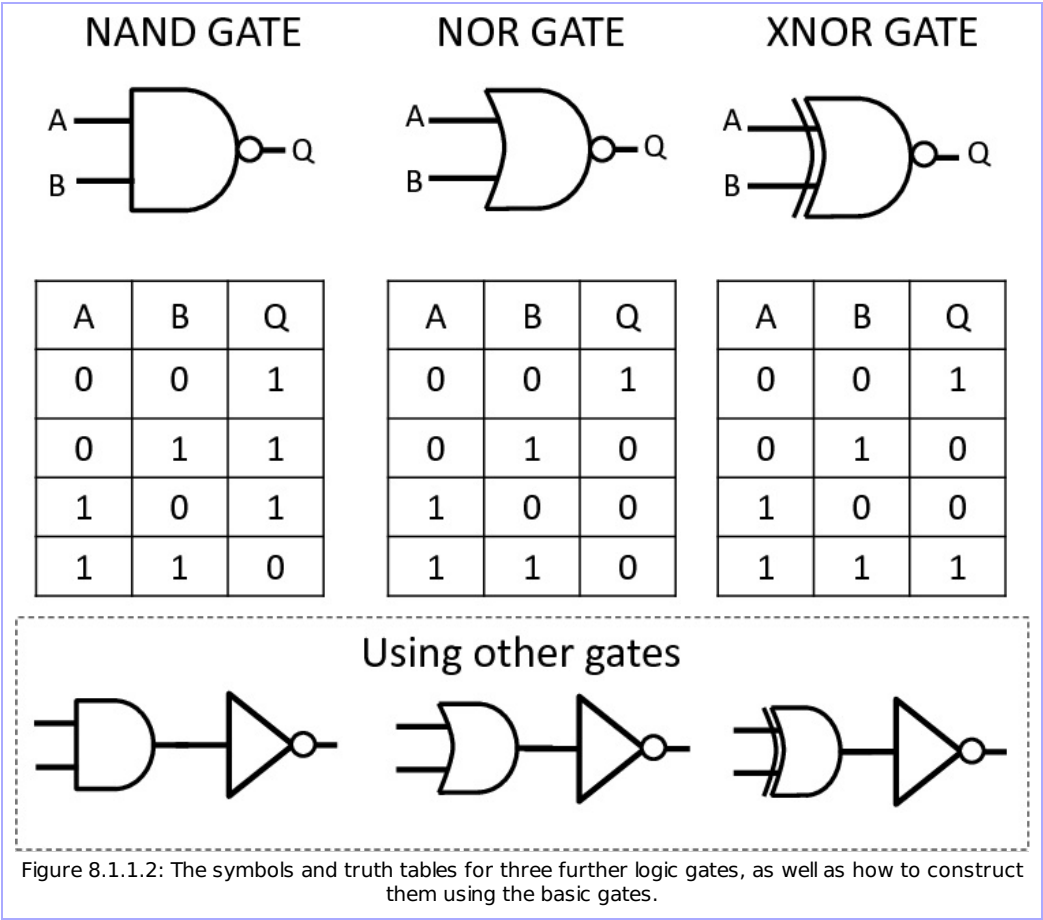 NAND GATE NOR GATE XNOR GATE
A A A
Q Q Q
B B B
A B Q A B Q A B Q
0 0 1 0 0 1 0 0 1
0 1 1 0 1 0 0 1 0
1 0 1 1 0 0 1 0 0
1 1 0 1 1 0 1 1 1
Using other gates
Figure 8.1.1.2: The symbols and truth tables for three further logic gates, as well as how to construct
them using the basic gates.